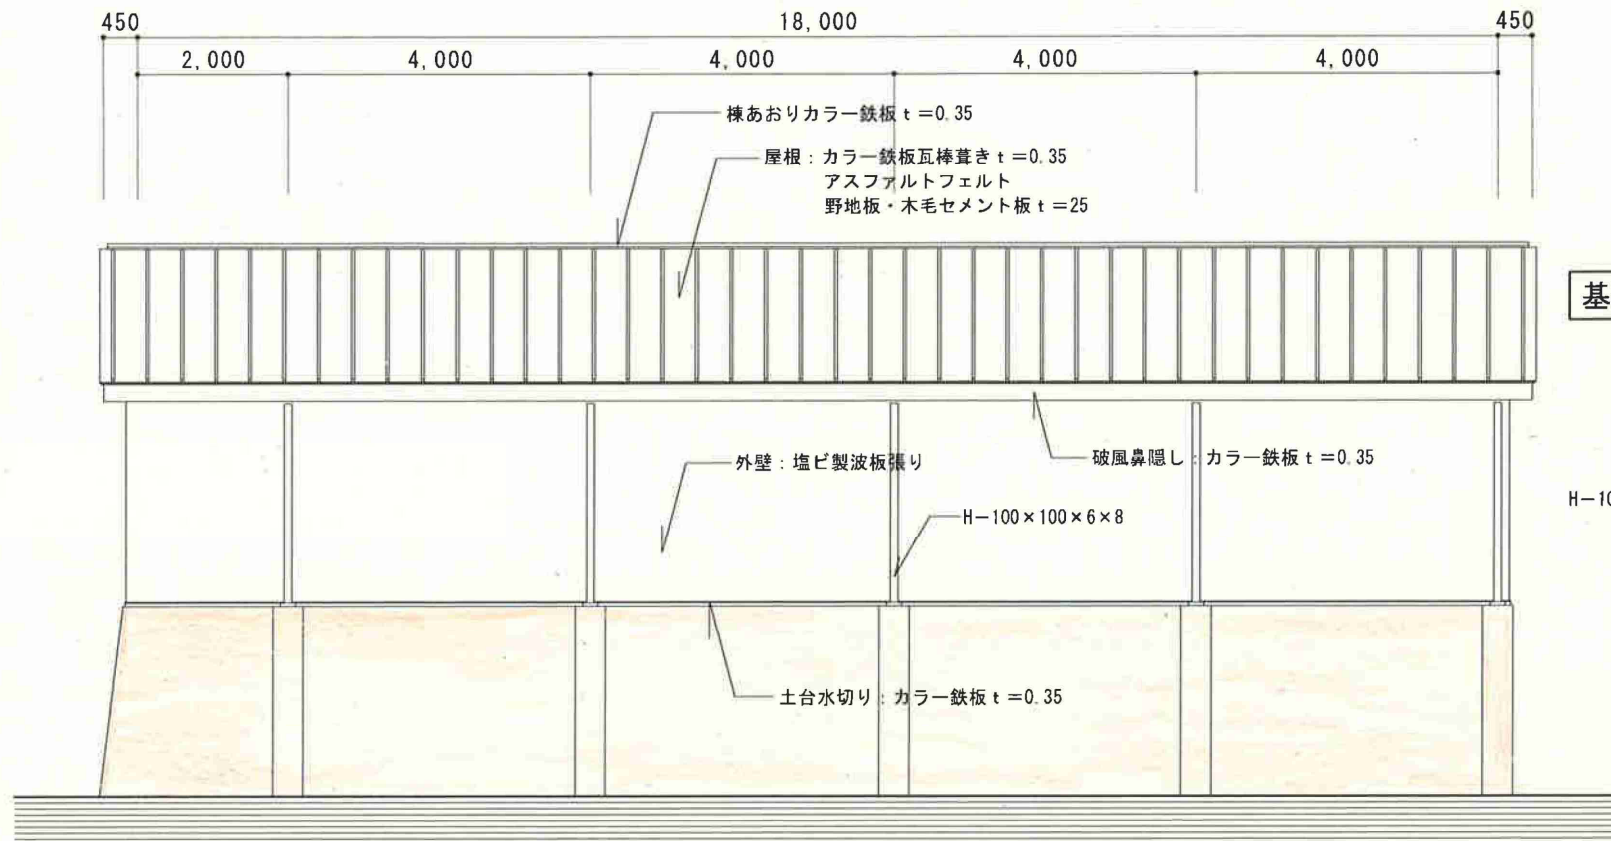 450
18,000
450
2,000
4,000
4,000
4,000
4,000
棟あおりカラー鉄板 t=0.35
屋根：カラー鉄板瓦棒葺き t=0.35
アスファルトフェルト
野地板・木毛セメント板 t=25
基
外壁：塩ビ製波板張り
破風鼻隠し：カラー鉄板 t=0.35
H-100×100×6×8
H-10
土台水切り：カラー鉄板 t=0.35